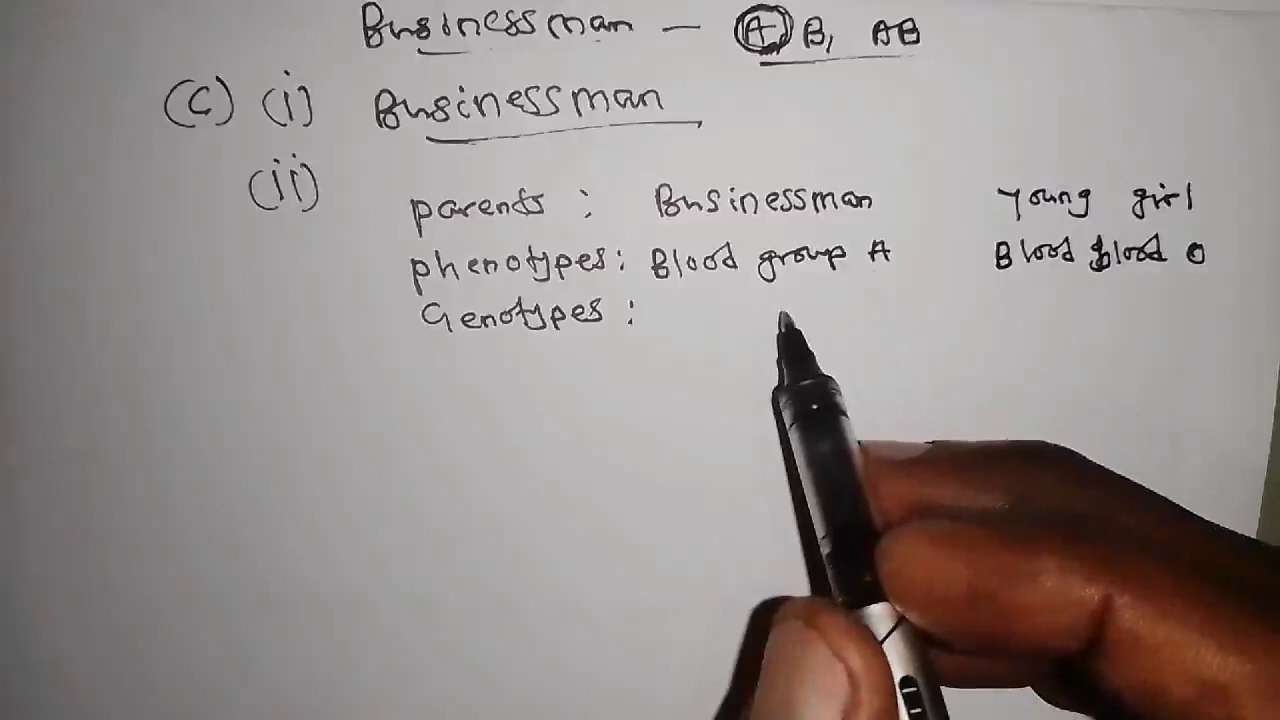 Businessman — A B, AB
(C) (i) Businessman
(ii)
parents : Businessman Young girl
phenotypes : Blood group A Blood blood O
Genotypes :